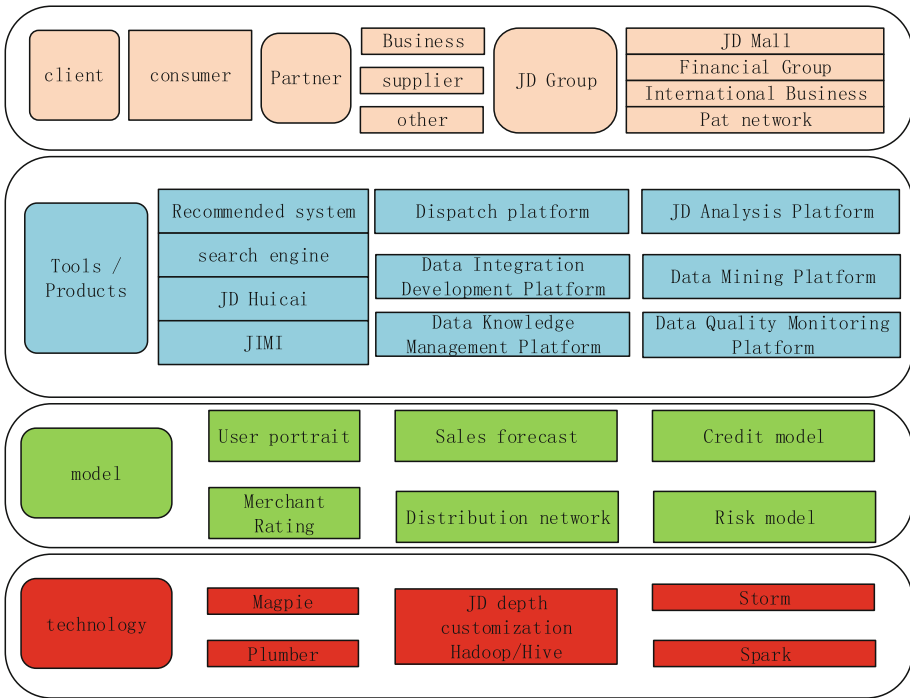 client
consumer
Partner
Business
supplier
other
JD Group
JD Mall
Financial Group
International Business
Pat network
Tools /
Products
Recommended system
search engine
JD Huicai
JIMI
Dispatch platform
Data Integration
Development Platform
Data Knowledge
Management Platform
JD Analysis Platform
Data Mining Platform
Data Quality Monitoring
Platform
model
User portrait
Sales forecast
Credit model
Merchant
Rating
Distribution network
Risk model
technology
Magpie
Plumber
JD depth
customization
Hadoop/Hive
Storm
Spark